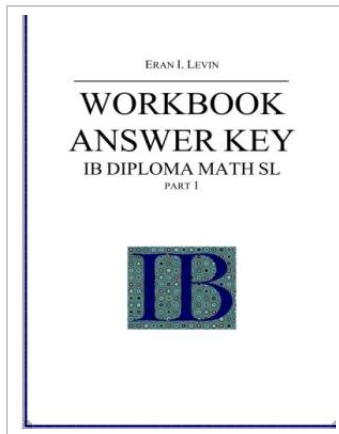 ERAN I. LEVIN
WORKBOOK
ANSWER KEY
IB DIPLOMA MATH SL
PART 1
IB